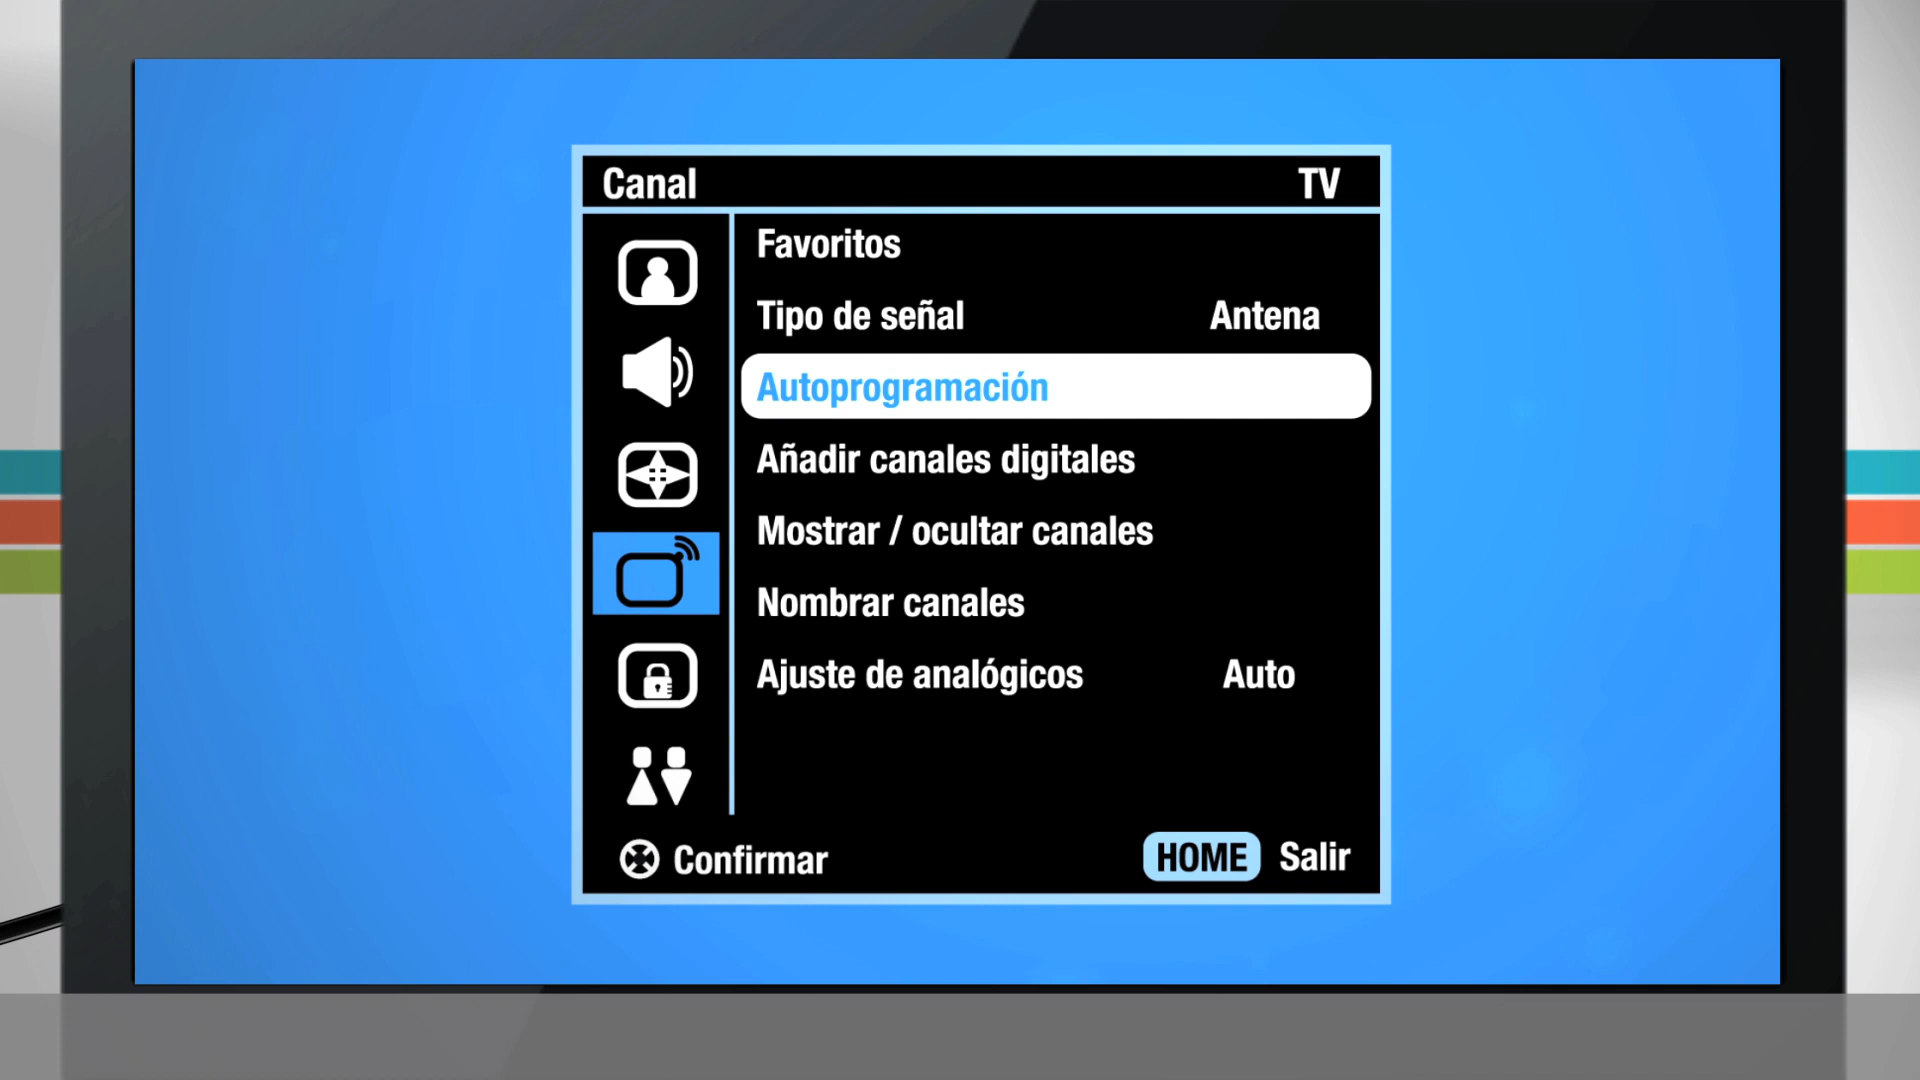 Canal TV
Favoritos
Tipo de señal Antena
Autoprogramación
Añadir canales digitales
Mostrar / ocultar canales
Nombrar canales
Ajuste de analógicos Auto
Confirmar HOME Salir